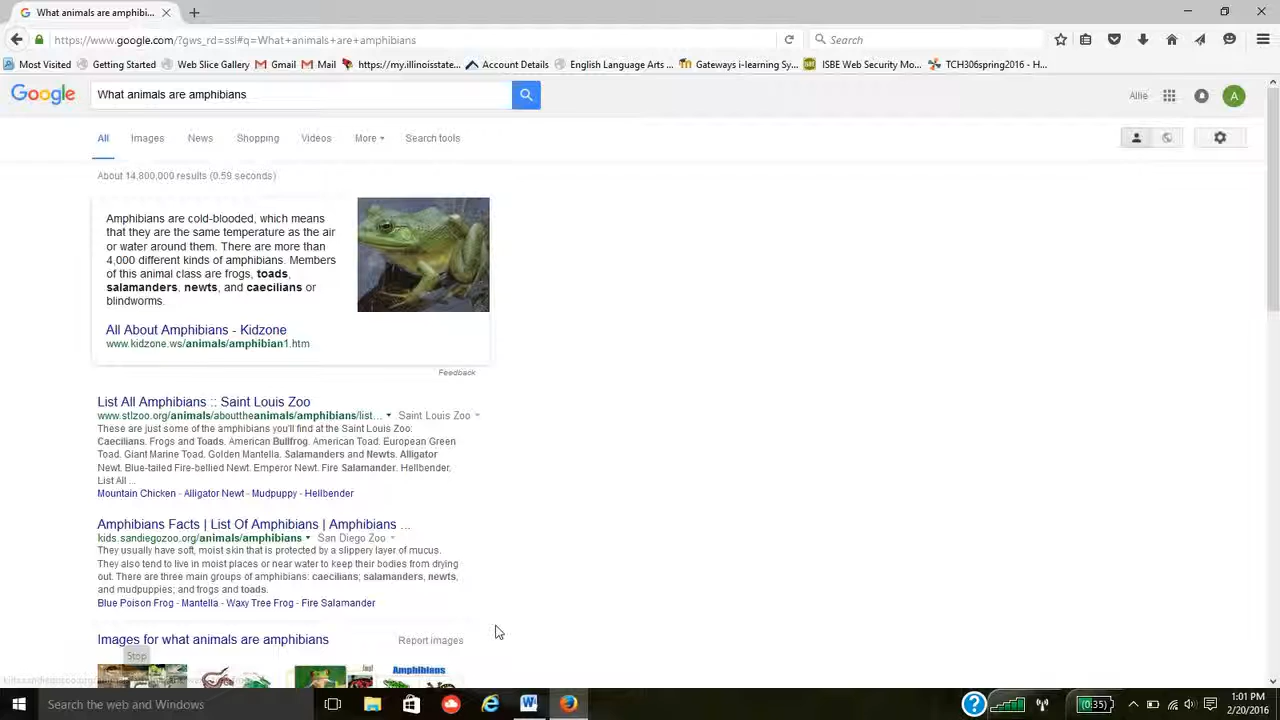 What animals are amphibi...
https://www.google.com/?gws_rd=ssl#q=What+animals+are+amphibians
Search
Most Visited Getting Started Web Slice Gallery Gmail Mail https://my.illinoisstate... Account Details English Language Arts ... Gateways i-learning Sy... ISBE Web Security Mo... TCH306spring2016 - H...
Google What animals are amphibians Allie A
All Images News Shopping Videos More Search tools
About 14,800,000 results (0.59 seconds)
Amphibians are cold-blooded, which means
that they are the same temperature as the air
or water around them. There are more than
4,000 different kinds of amphibians. Members
of this animal class are frogs, toads,
salamanders, newts, and caecilians or
blindworms.
All About Amphibians - Kidzone
www.kidzone.ws/animals/amphibian1.htm
Feedback
List All Amphibians :: Saint Louis Zoo
www.stlzoo.org/animals/abouttheanimals/amphibians/list... Saint Louis Zoo
These are just some of the amphibians you'll find at the Saint Louis Zoo:
Caecilians. Frogs and Toads. American Bullfrog. American Toad. European Green
Toad. Giant Marine Toad. Golden Mantella. Salamanders and Newts. Alligator
Newt. Blue-tailed Fire-bellied Newt. Emperor Newt. Fire Salamander. Hellbender.
List All ...
Mountain Chicken - Alligator Newt - Mudpuppy - Hellbender
Amphibians Facts | List Of Amphibians | Amphibians ...
kids.sandiegozoo.org/animals/amphibians San Diego Zoo
They usually have soft, moist skin that is protected by a slippery layer of mucus.
They also tend to live in moist places or near water to keep their bodies from drying
out. There are three main groups of amphibians: caecilians; salamanders, newts,
and mudpuppies; and frogs and toads.
Blue Poison Frog - Mantella - Waxy Tree Frog - Fire Salamander
Images for what animals are amphibians Report images
Stop
Amphibians
Search the web and Windows
0:35
1:01 PM
2/20/2016